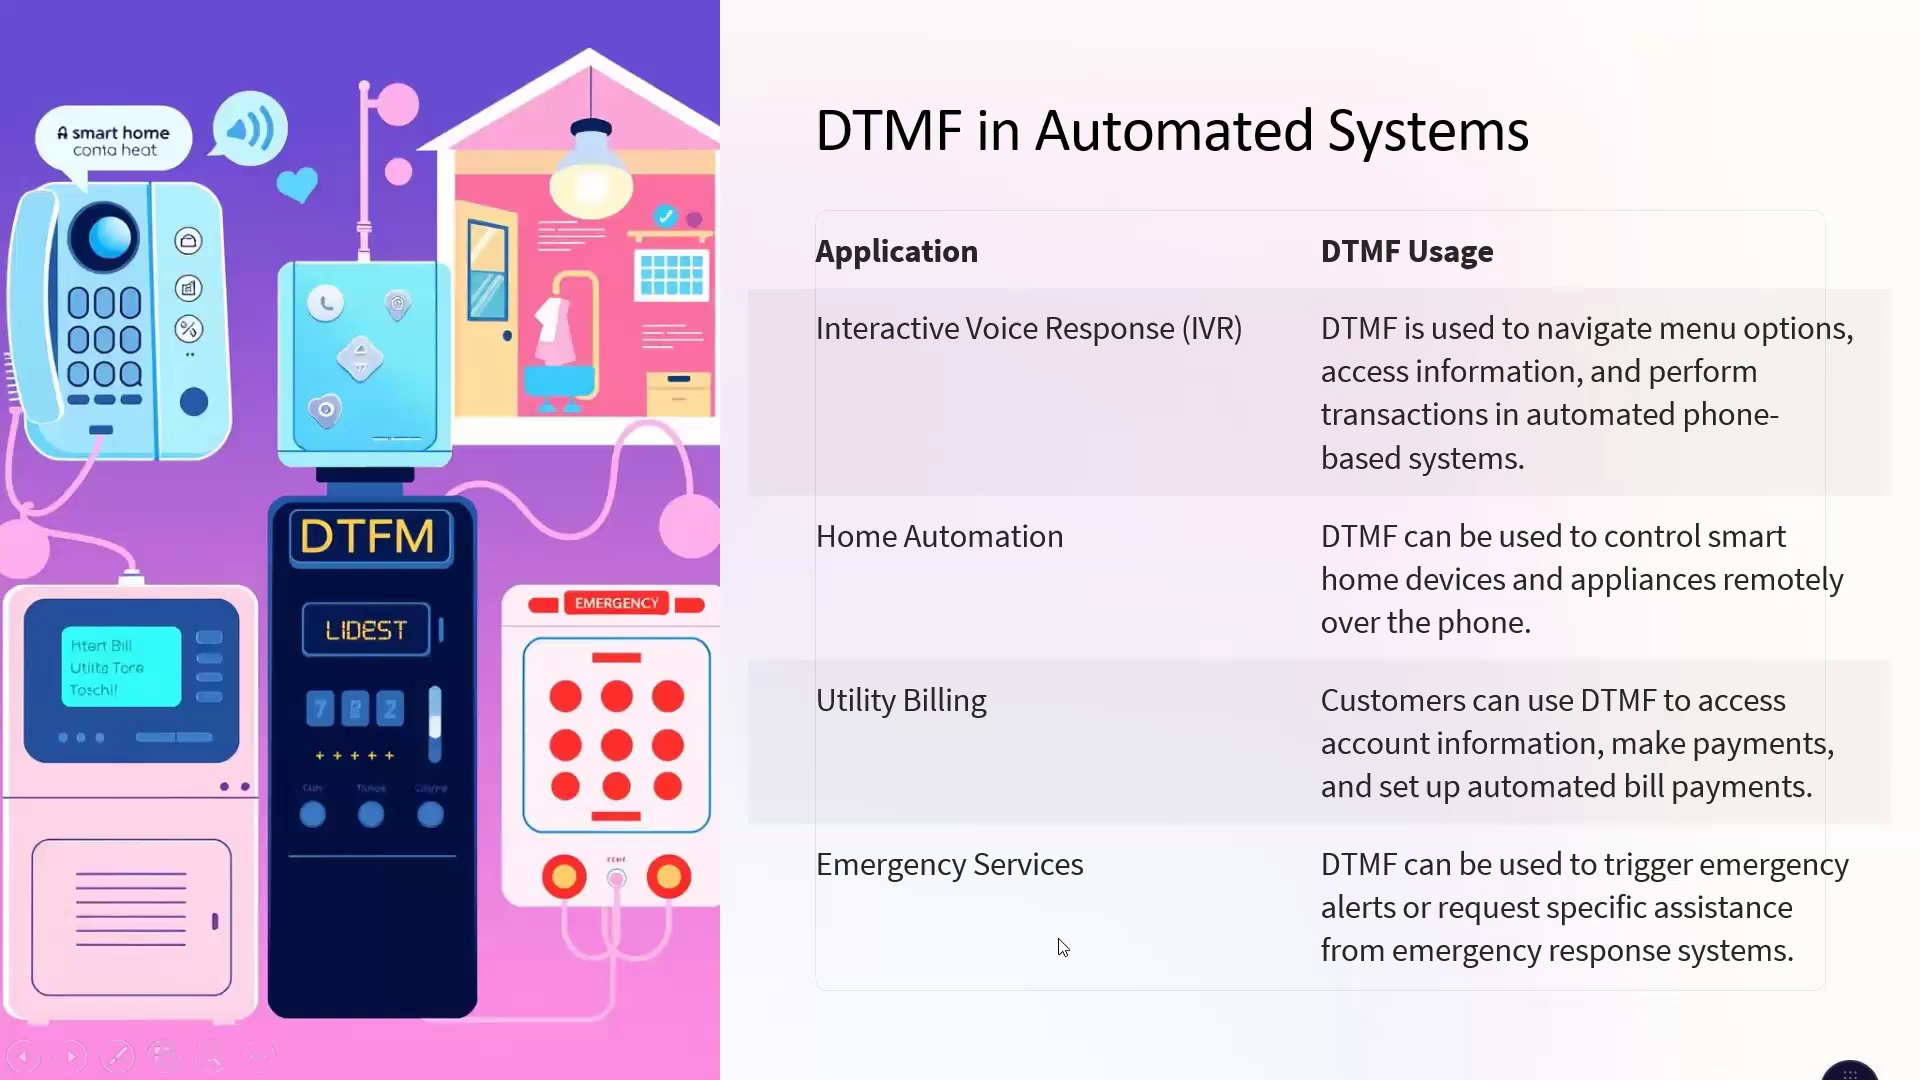 A smart home
conta heat
DTFM
LIDEST
EMERGENCY
Htert Bill
Utilta Tore
DTMF in Automated Systems
Application
DTMF Usage
Interactive Voice Response (IVR)
DTMF is used to navigate menu options,
access information, and perform
transactions in automated phone-
based systems.
Home Automation
DTMF can be used to control smart
home devices and appliances remotely
over the phone.
Utility Billing
Customers can use DTMF to access
account information, make payments,
and set up automated bill payments.
Emergency Services
DTMF can be used to trigger emergency
alerts or request specific assistance
from emergency response systems.